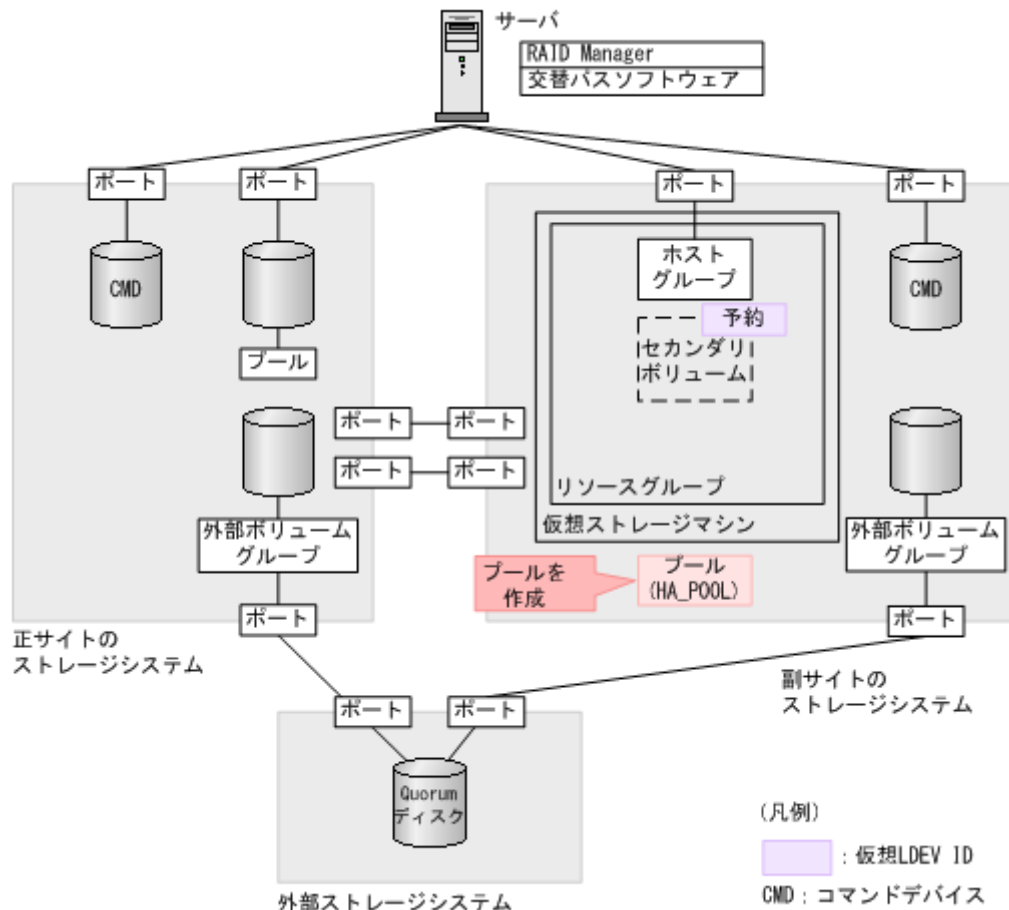 サーバ
RAID Manager
交替パスソフトウェア
ポート
ポート
ポート
ポート
CMD
ホスト
グループ
CMD
予約
セカンダリ
ボリューム
プール
ポート
ポート
ポート
ポート
リソースグループ
仮想ストレージマシン
外部ボリューム
グループ
外部ボリューム
グループ
プールを
作成
プール
(HA_POOL)
ポート
ポート
正サイトの
ストレージシステム
副サイトの
ストレージシステム
ポート
ポート
Quorum
ディスク
外部ストレージシステム
(凡例)
：仮想LDEV ID
CMD：コマンドデバイス